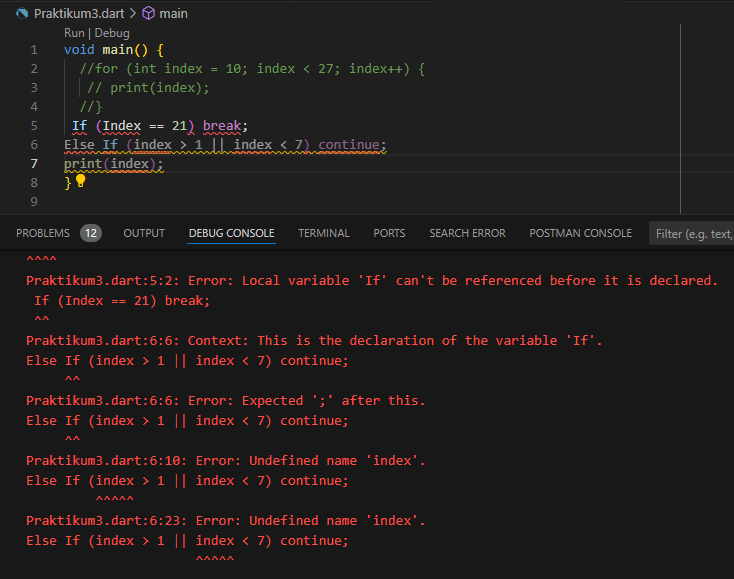 Praktikum3.dart > main
Run | Debug
1 void main() {
2 //for (int index = 10; index < 27; index++) {
3 // print(index);
4 //}
5 If (Index == 21) break;
6 Else If (index > 1 || index < 7) continue;
7 print(index);
8 }
9
PROBLEMS 12 OUTPUT DEBUG CONSOLE TERMINAL PORTS SEARCH ERROR POSTMAN CONSOLE Filter (e.g. text,
^^^^
Praktikum3.dart:5:2: Error: Local variable 'If' can't be referenced before it is declared.
If (Index == 21) break;
^^
Praktikum3.dart:6:6: Context: This is the declaration of the variable 'If'.
Else If (index > 1 || index < 7) continue;
^^
Praktikum3.dart:6:6: Error: Expected ';' after this.
Else If (index > 1 || index < 7) continue;
^^
Praktikum3.dart:6:10: Error: Undefined name 'index'.
Else If (index > 1 || index < 7) continue;
^^^^^
Praktikum3.dart:6:23: Error: Undefined name 'index'.
Else If (index > 1 || index < 7) continue;
^^^^^